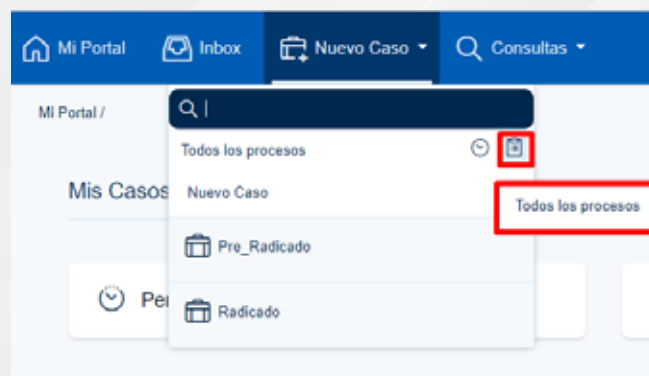 Mi Portal Inbox Nuevo Caso Consultas
Mi Portal /
Todos los procesos
Mis Casos Nuevo Caso
Todos los procesos
Pre_Radicado
Pe
Radicado